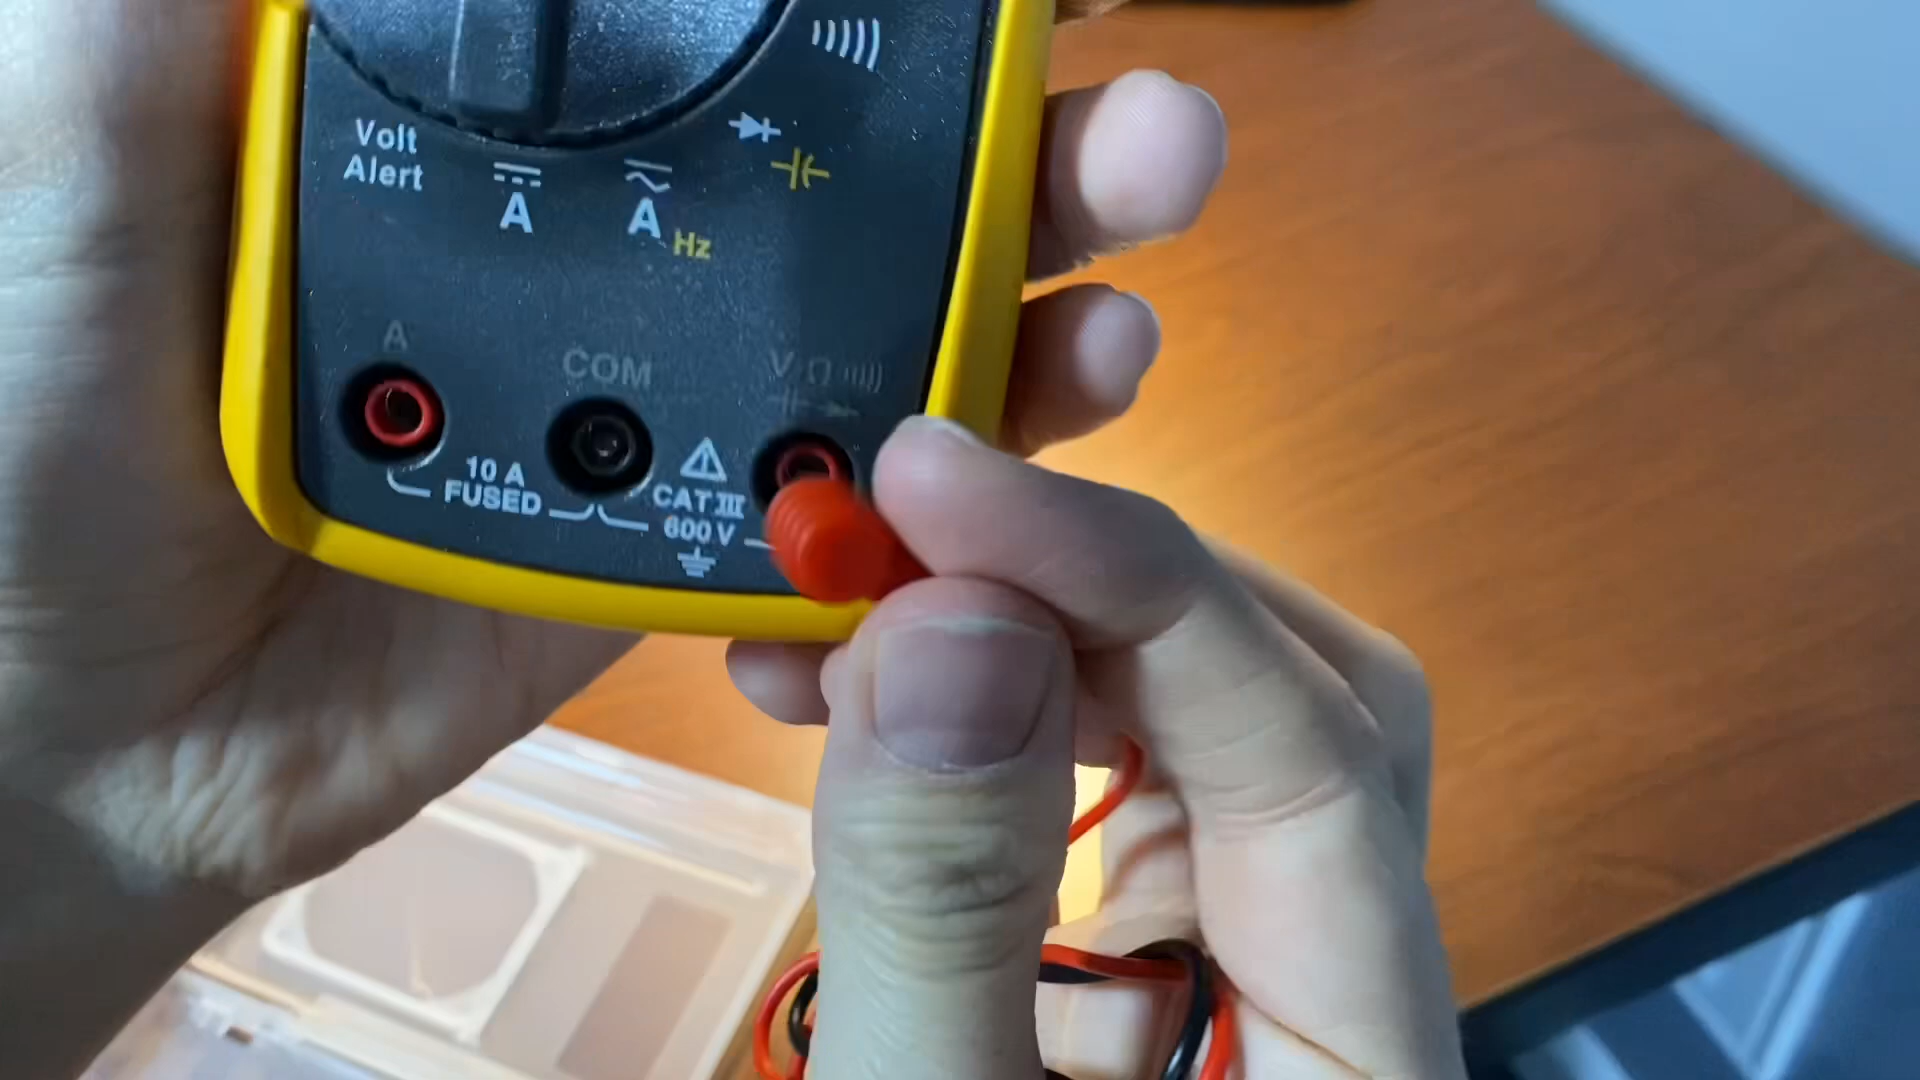 Volt
Alert
A
A
Hz
A
COM
V Ω
10 A
FUSED
CAT III
600 V